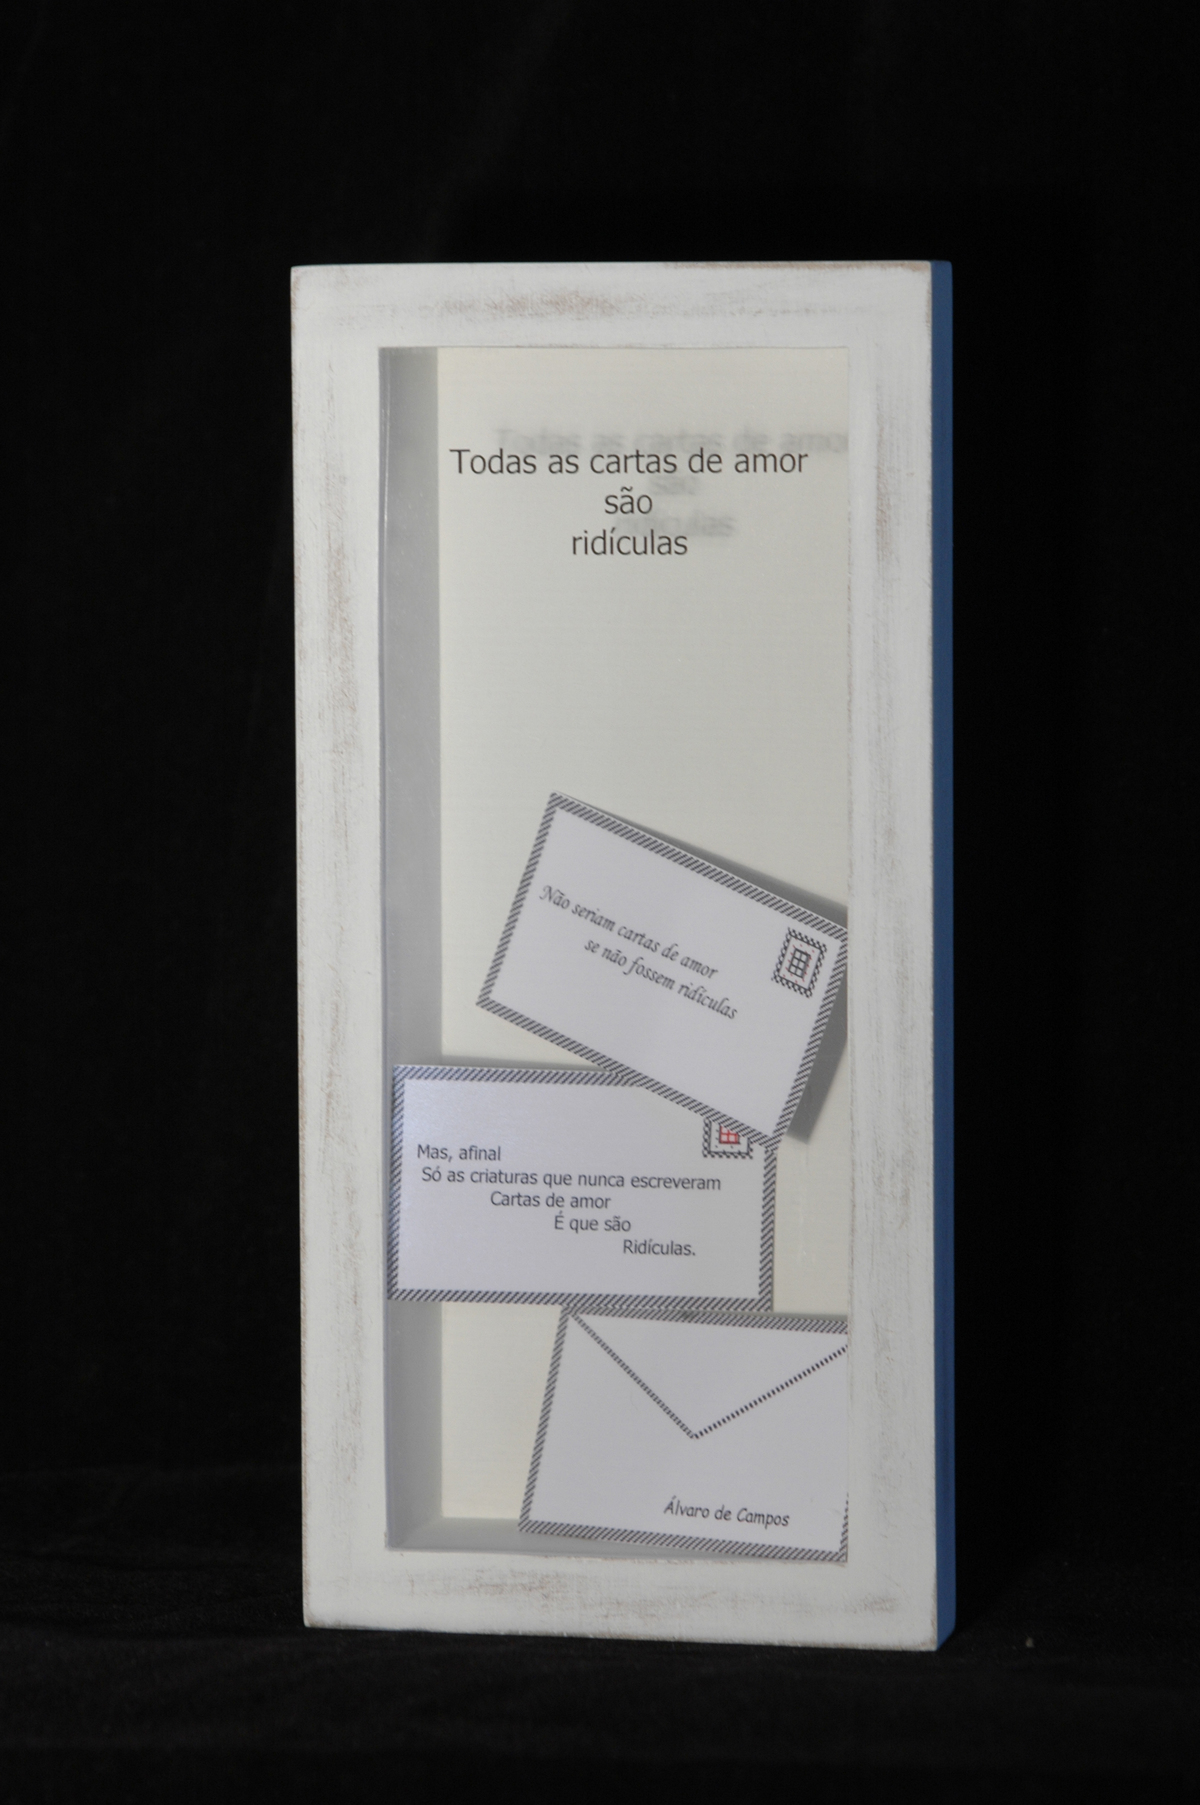 Todas as cartas de amor
são
ridículas
Não seriam cartas de amor
se não fossem ridículas
Mas, afinal
Só as criaturas que nunca escreveram
Cartas de amor
É que são
Ridículas.
Álvaro de Campos